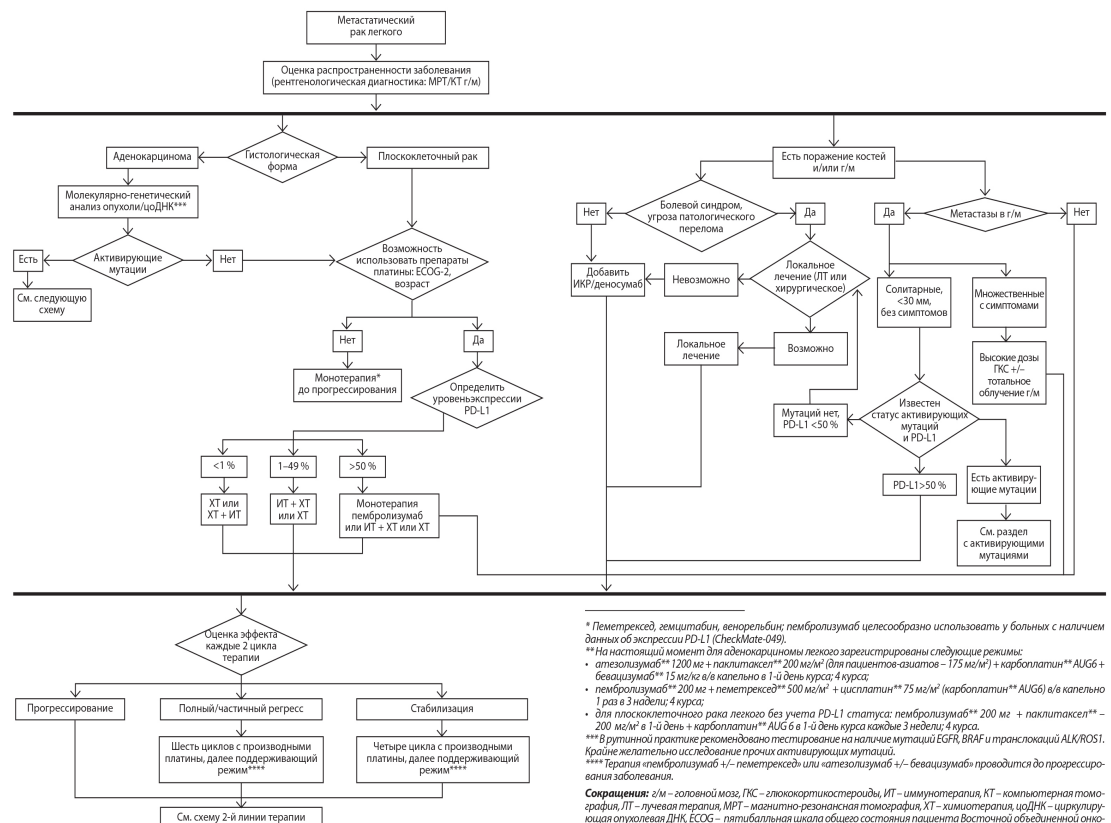 Метастатический
рак легкого
Оценка распространенности заболевания
(рентгенологическая диагностика: МРТ/КТ г/м)
Гистологическая
форма
Аденокарцинома
Плоскоклеточный рак
Молекулярно-генетический
анализ опухоли/цоДНК***
Активирующие
мутации
Есть
Нет
См. следующую
схему
Возможность
использовать препараты
платины: ECOG-2,
возраст
Нет
Да
Монотерапия*
до прогрессирования
Определить
уровеньэкспрессии
PD-L1
<1 %
1–49 %
>50 %
ХТ или
ХТ + ИТ
ИТ + ХТ
или ХТ
Монотерапия
пембролизумаб
или ИТ + ХТ или ХТ
Есть поражение костей
и/или г/м
Нет
Болевой синдром,
угроза патологического
перелома
Да
Да
Метастазы в г/м
Нет
Добавить
ИКР/деносумаб
Невозможно
Локальное
лечение (ЛТ или
хирургическое)
Солитарные,
<30 мм,
без симптомов
Множественные
с симптомами
Локальное
лечение
Возможно
Высокие дозы
ГКС +/–
тотальное
облучение г/м
Мутаций нет,
PD-L1 <50 %
Известен
статус активирующих
мутаций
и PD-L1
PD-L1>50 %
Есть активиру-
ющие мутации
См. раздел
с активирующими
мутациями
Оценка эффекта
каждые 2 цикла
терапии
Прогрессирование
Полный/частичный регресс
Стабилизация
Шесть циклов с производными
платины, далее поддерживающий
режим****
Четыре цикла с производными
платины, далее поддерживающий
режим****
См. схему 2-й линии терапии
* Пеметрексед, гемцитабин, венорельбин; пембролизумаб целесообразно использовать у больных с наличием
данных об экспрессии PD-L1 (CheckMate-049).
** На настоящий момент для аденокарциномы легкого зарегистрированы следующие режимы:
• атезолизумаб** 1200 мг + паклитаксел** 200 мг/м² (для пациентов-азиатов – 175 мг/м²) + карбоплатин** AUG6 +
бевацизумаб** 15 мг/кг в/в капельно в 1-й день курса; 4 курса;
• пембролизумаб** 200 мг + пеметрексед** 500 мг/м² + цисплатин** 75 мг/м² (карбоплатин** AUG6) в/в капельно
1 раз в 3 недели; 4 курса;
• для плоскоклеточного рака легкого без учета PD-L1 статуса: пембролизумаб** 200 мг + паклитаксел** –
200 мг/м² в 1-й день + карбоплатин** AUG 6 в 1-й день курса каждые 3 недели; 4 курса.
*** В рутинной практике рекомендовано тестирование на наличие мутаций EGFR, BRAF и транслокаций ALK/ROS1.
Крайне желательно исследование прочих активирующих мутаций.
**** Терапия «пембролизумаб +/– пеметрексед» или «атезолизумаб +/– бевацизумаб» проводится до прогрессиро-
вания заболевания.
Сокращения: г/м – головной мозг, ГКС – глюкокортикостероиды, ИТ – иммунотерапия, КТ – компьютерная томо-
графия, ЛТ – лучевая терапия, МРТ – магнитно-резонансная томография, ХТ – химиотерапия, цоДНК – циркулиру-
ющая опухолевая ДНК, ECOG – пятибалльная шкала общего состояния пациента Восточной объединенной онко-